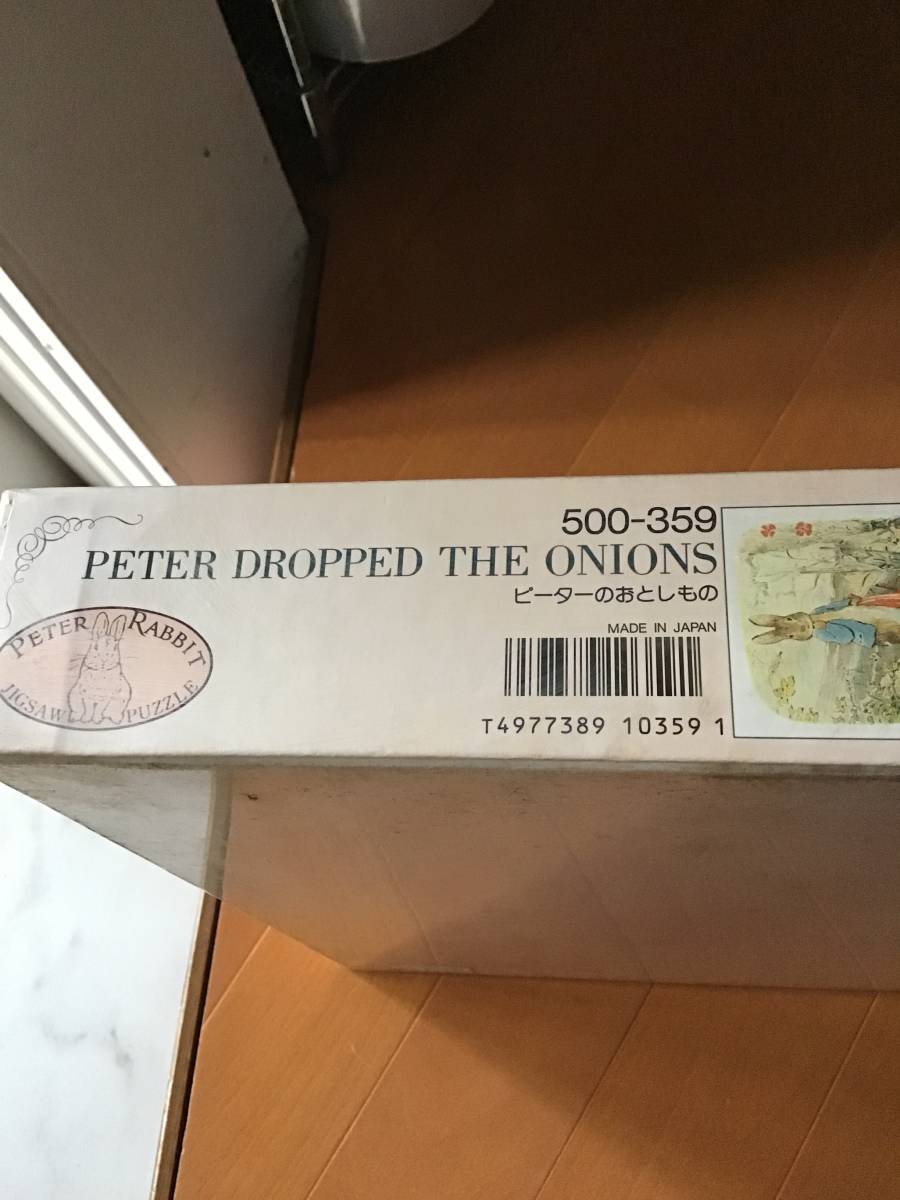 500-359
PETER DROPPED THE ONIONS
ピーターのおとしもの
MADE IN JAPAN
T4977389 10359 1
PETER RABBIT
JIGSAW PUZZLE